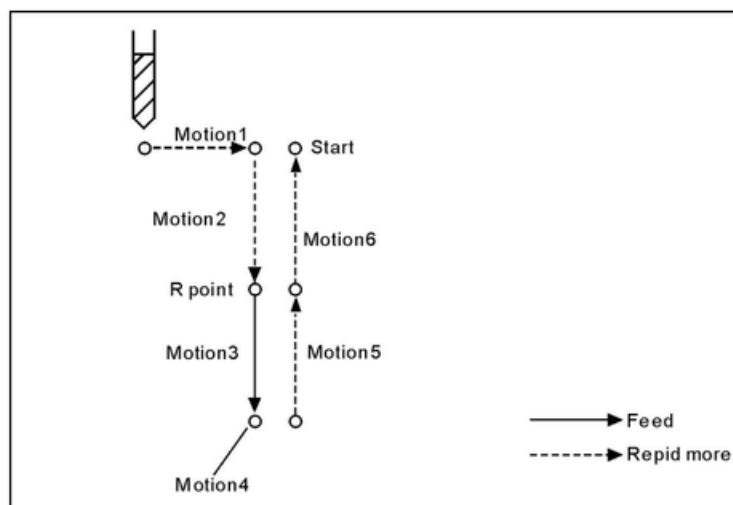 Motion1
Start
Motion2
Motion6
R point
Motion3
Motion5
Feed
Repid more
Motion4